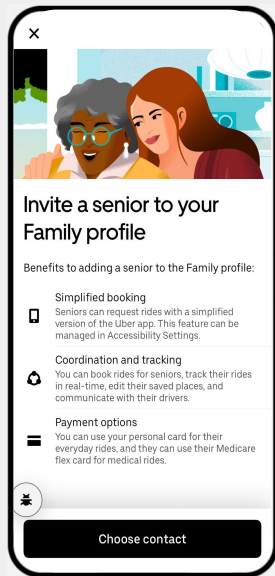 Invite a senior to your
Family profile
Benefits to adding a senior to the Family profile:
Simplified booking
Seniors can request rides with a simplified
version of the Uber app. This feature can be
managed in Accessibility Settings.
Coordination and tracking
You can book rides for seniors, track their rides
in real-time, edit their saved places, and
communicate with their drivers.
Payment options
You can use your personal card for their
everyday rides, and they can use their Medicare
flex card for medical rides.
Choose contact